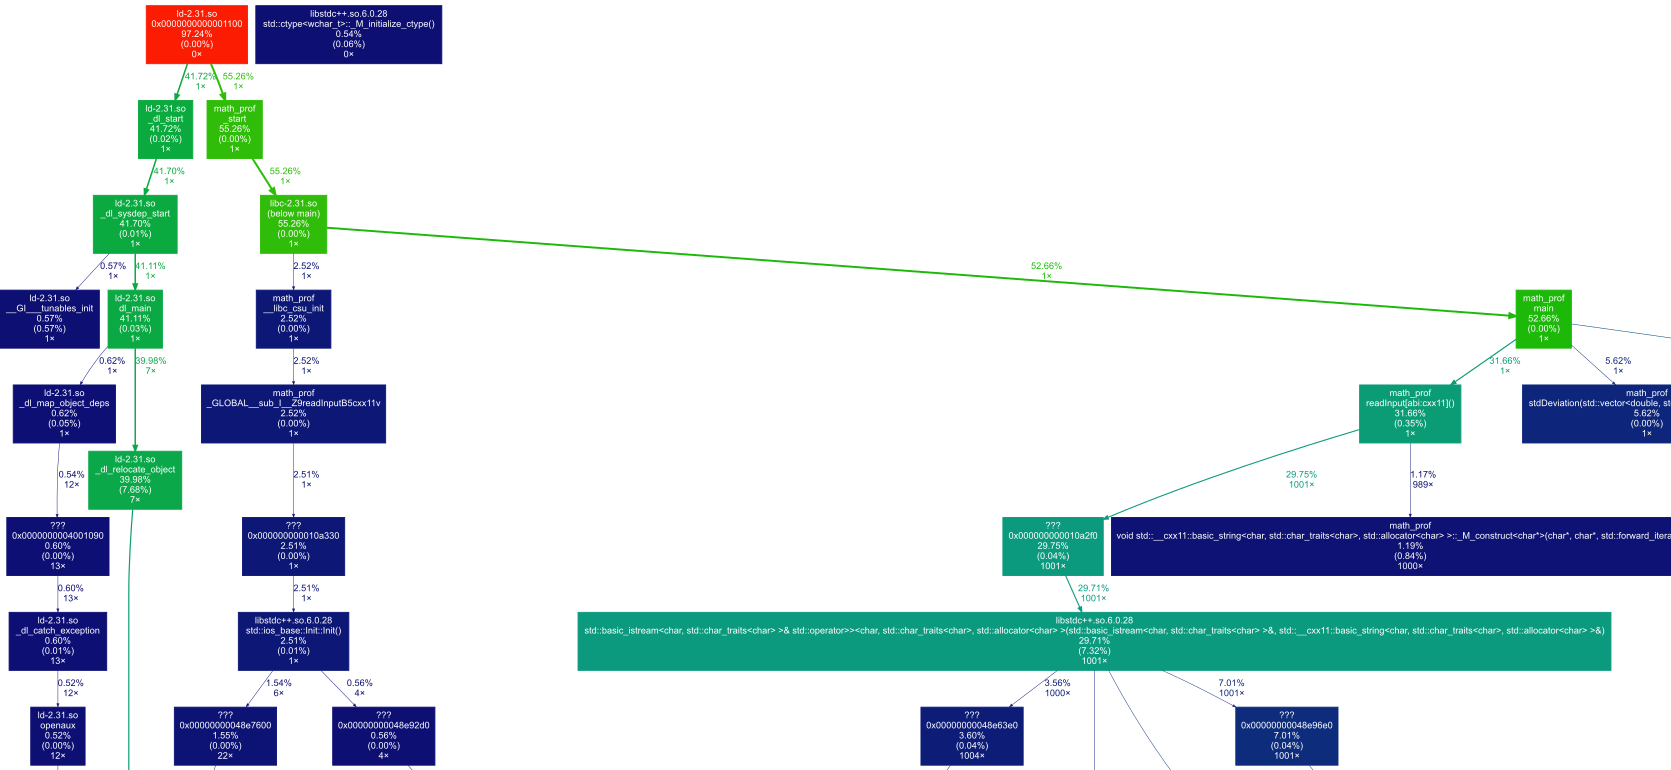 ld-2.31.so
0x0000000000001100
97.24%
(0.00%)
0×
libstdc++.so.6.0.28
std::ctype<wchar_t>::_M_initialize_ctype()
0.54%
(0.06%)
0×
41.72%
1×
55.26%
1×
ld-2.31.so
_dl_start
41.72%
(0.02%)
1×
math_prof
_start
55.26%
(0.00%)
1×
41.70%
1×
55.26%
1×
ld-2.31.so
_dl_sysdep_start
41.70%
(0.01%)
1×
libc-2.31.so
(below main)
55.26%
(0.00%)
1×
0.57%
1×
41.11%
1×
2.52%
1×
52.66%
1×
ld-2.31.so
__GI___tunables_init
0.57%
(0.57%)
1×
ld-2.31.so
dl_main
41.11%
(0.03%)
1×
math_prof
__libc_csu_init
2.52%
(0.00%)
1×
math_prof
main
52.66%
(0.00%)
1×
0.62%
1×
39.98%
7×
2.52%
1×
31.66%
1×
5.62%
1×
ld-2.31.so
_dl_map_object_deps
0.62%
(0.05%)
1×
math_prof
_GLOBAL__sub_I__Z9readInputB5cxx11v
2.52%
(0.00%)
1×
math_prof
readInput[abi:cxx11]()
31.66%
(0.35%)
1×
math_prof
stdDeviation(std::vector<double, st
5.62%
(0.00%)
1×
ld-2.31.so
_dl_relocate_object
39.98%
(7.68%)
7×
0.54%
12×
2.51%
1×
29.75%
1001×
1.17%
989×
???
0x0000000004001090
0.60%
(0.00%)
13×
???
0x000000000010a330
2.51%
(0.00%)
1×
???
0x000000000010a2f0
29.75%
(0.04%)
1001×
math_prof
void std::__cxx11::basic_string<char, std::char_traits<char>, std::allocator<char> >::_M_construct<char*>(char*, char*, std::forward_itera
1.19%
(0.84%)
1000×
0.60%
13×
2.51%
1×
29.71%
1001×
ld-2.31.so
_dl_catch_exception
0.60%
(0.01%)
13×
libstdc++.so.6.0.28
std::ios_base::Init::Init()
2.51%
(0.01%)
1×
libstdc++.so.6.0.28
std::basic_istream<char, std::char_traits<char> >& std::operator>><char, std::char_traits<char>, std::allocator<char> >(std::basic_istream<char, std::char_traits<char> >&, std::__cxx11::basic_string<char, std::char_traits<char>, std::allocator<char> >&)
29.71%
(7.32%)
1001×
0.52%
12×
1.54%
6×
0.56%
4×
3.56%
1000×
7.01%
1001×
ld-2.31.so
openaux
0.52%
(0.00%)
12×
???
0x00000000048e7600
1.55%
(0.00%)
22×
???
0x00000000048e92d0
0.56%
(0.00%)
4×
???
0x00000000048e63e0
3.60%
(0.04%)
1004×
???
0x00000000048e96e0
7.01%
(0.04%)
1001×